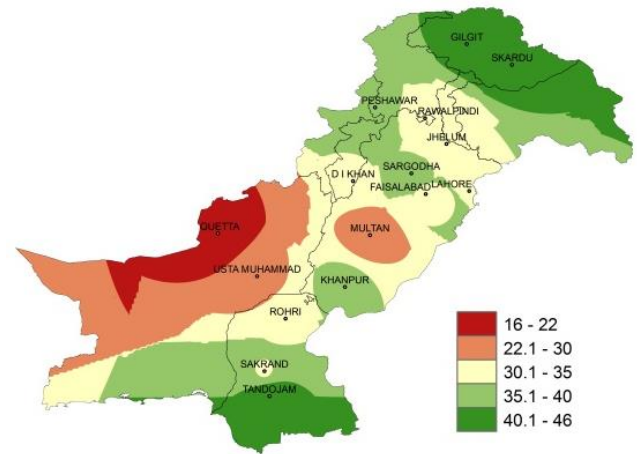 GILGIT
SKARDU
PESHAWAR
RAWALPINDI
JHELUM
SARGODHA
D I KHAN
FAISALABAD
LAHORE
QUETTA
MULTAN
USTA MUHAMMAD
KHANPUR
ROHRI
SAKRAND
TANDOJAM
16 - 22
22.1 - 30
30.1 - 35
35.1 - 40
40.1 - 46